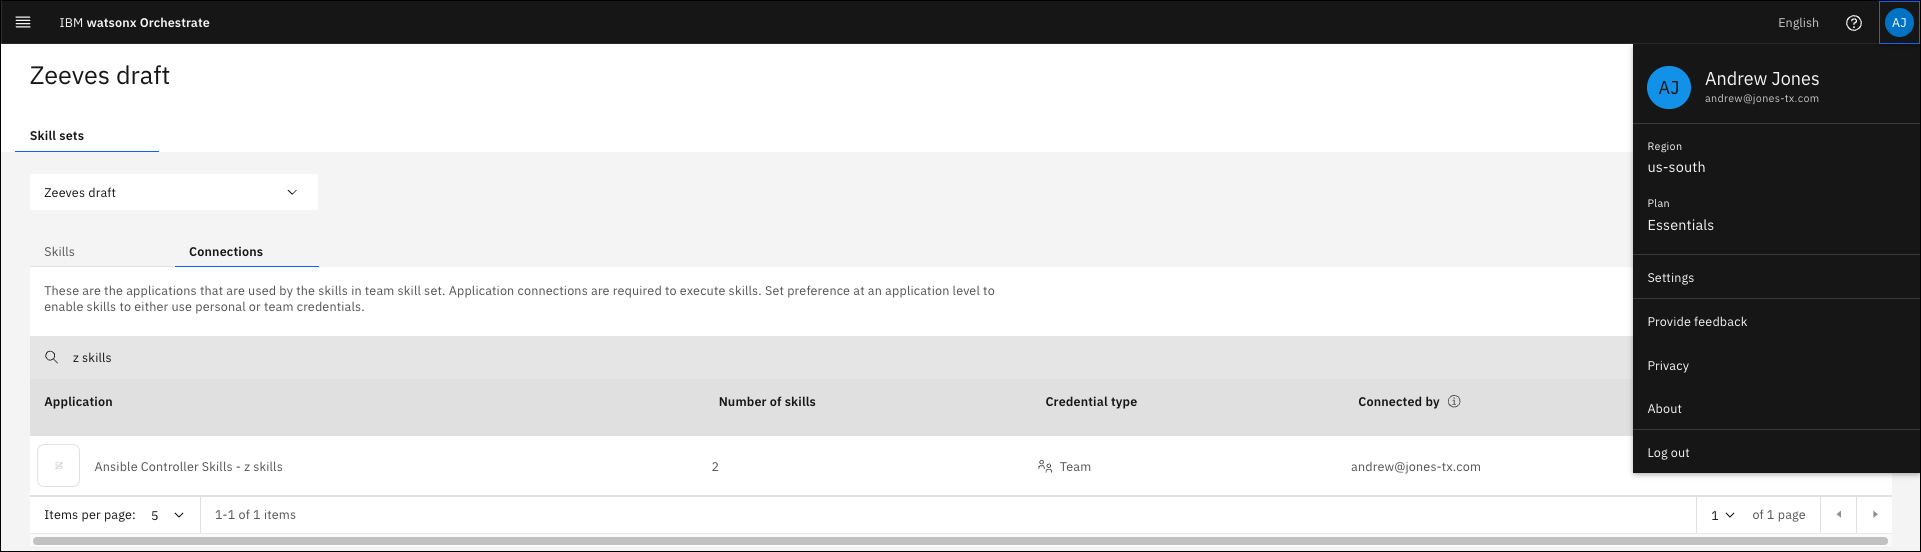 IBM watsonx Orchestrate
English
AJ
Zeeves draft
AJ
Andrew Jones
andrew@jones-tx.com
Skill sets
Region
us-south
Zeeves draft
Plan
Essentials
Skills
Connections
Settings
These are the applications that are used by the skills in team skill set. Application connections are required to execute skills. Set preference at an application level to
enable skills to either use personal or team credentials.
Provide feedback
z skills
Privacy
Application
Number of skills
Credential type
Connected by
About
Log out
Ansible Controller Skills - z skills
2
Team
andrew@jones-tx.com
Items per page: 5
1-1 of 1 items
1
of 1 page